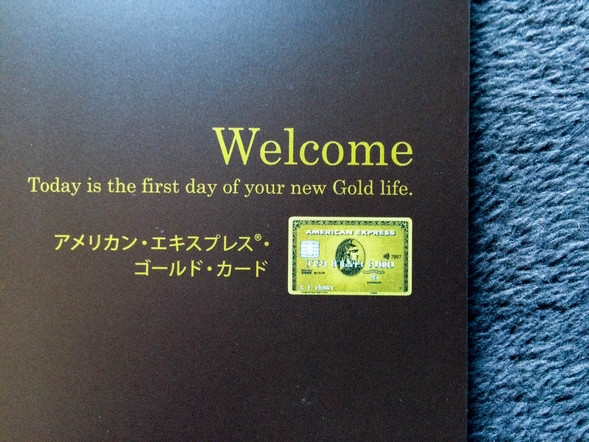 Welcome
Today is the first day of your new Gold life.
アメリカン・エキスプレス®・
ゴールド・カード
AMERICAN EXPRESS